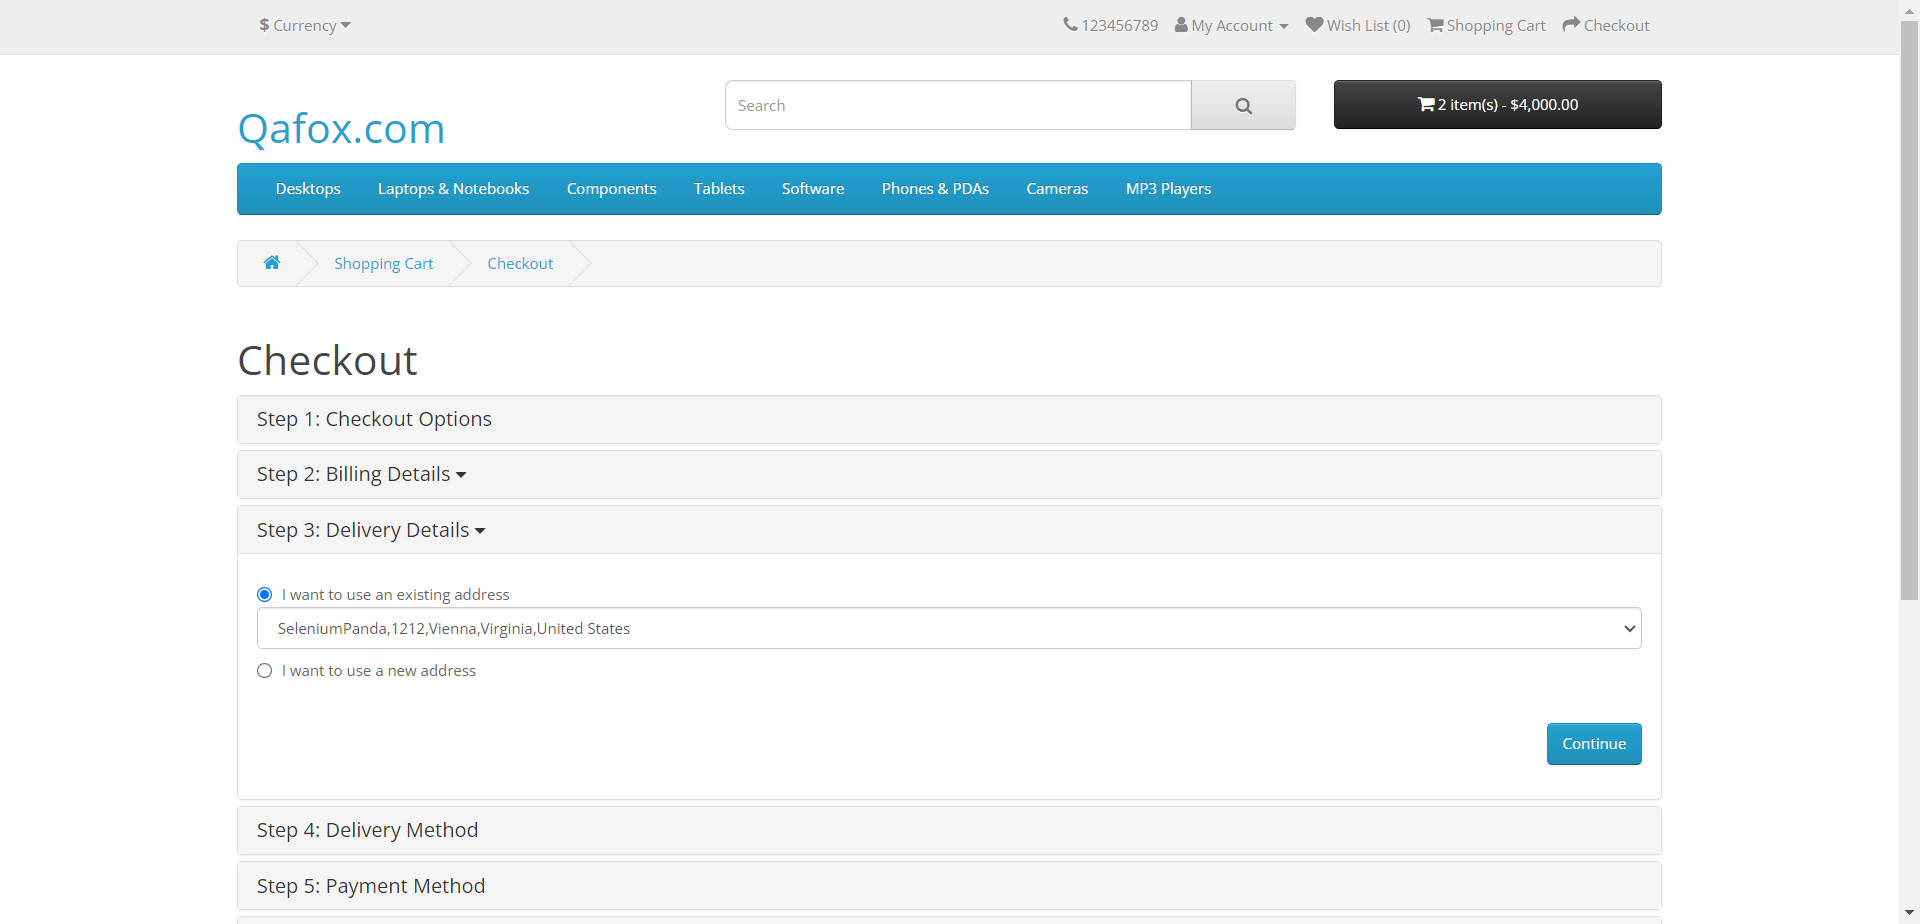 $ Currency
123456789 My Account Wish List (0) Shopping Cart Checkout
Search
2 item(s) - $4,000.00
Qafox.com
Desktops Laptops & Notebooks Components Tablets Software Phones & PDAs Cameras MP3 Players
Shopping Cart Checkout
Checkout
Step 1: Checkout Options
Step 2: Billing Details
Step 3: Delivery Details
I want to use an existing address
SeleniumPanda,1212,Vienna,Virginia,United States
I want to use a new address
Continue
Step 4: Delivery Method
Step 5: Payment Method